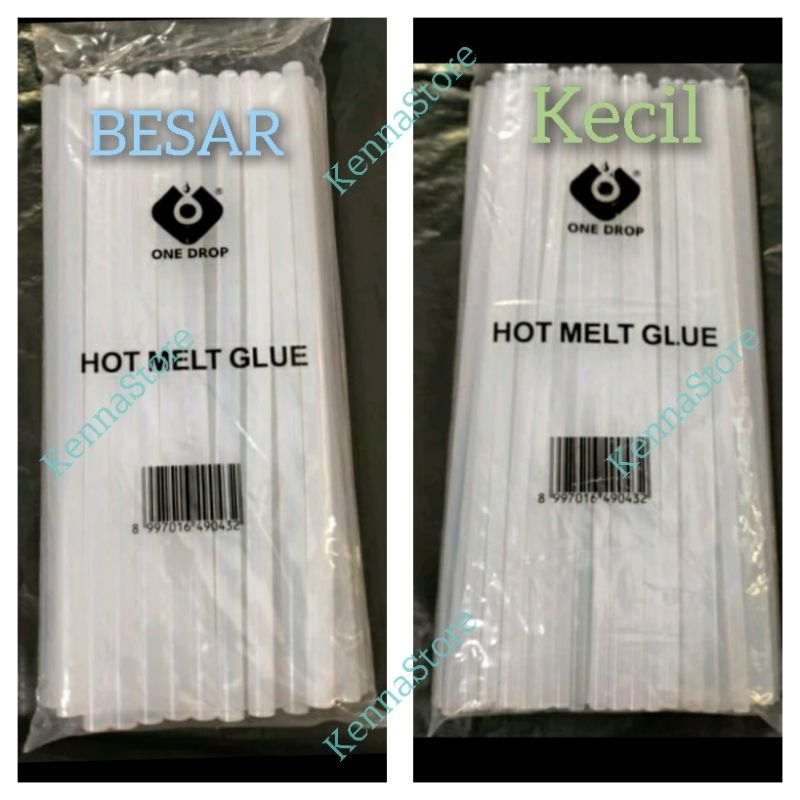 BESAR
ONE DROP
HOT MELT GLUE
8 997016 490432
Kecil
ONE DROP
HOT MELT GLUE
8 997016 490432
KennaStore
KennaStore
KennaStore
KennaStore
KennaStore